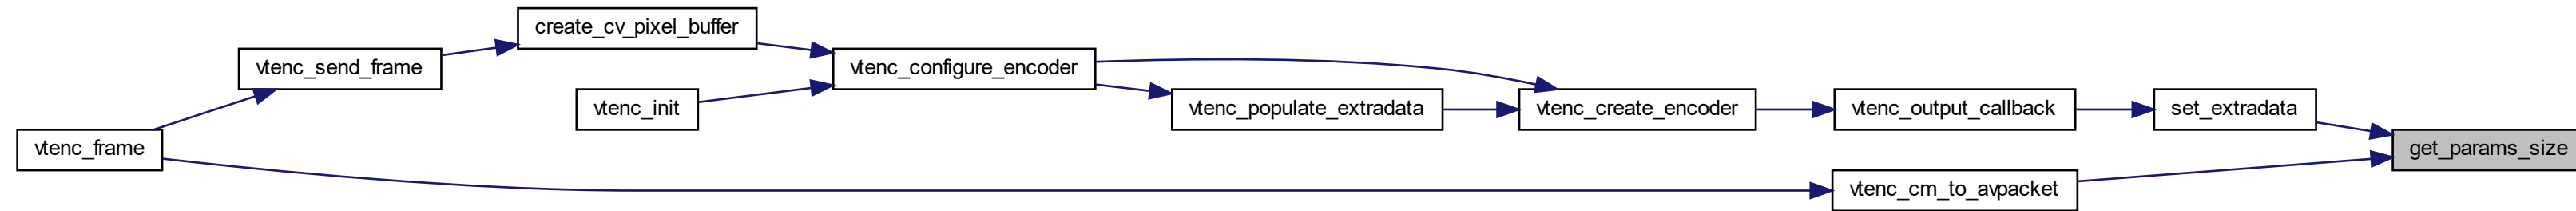 create_cv_pixel_buffer
vtenc_send_frame
vtenc_configure_encoder
vtenc_init
vtenc_populate_extradata
vtenc_create_encoder
vtenc_output_callback
set_extradata
vtenc_frame
get_params_size
vtenc_cm_to_avpacket